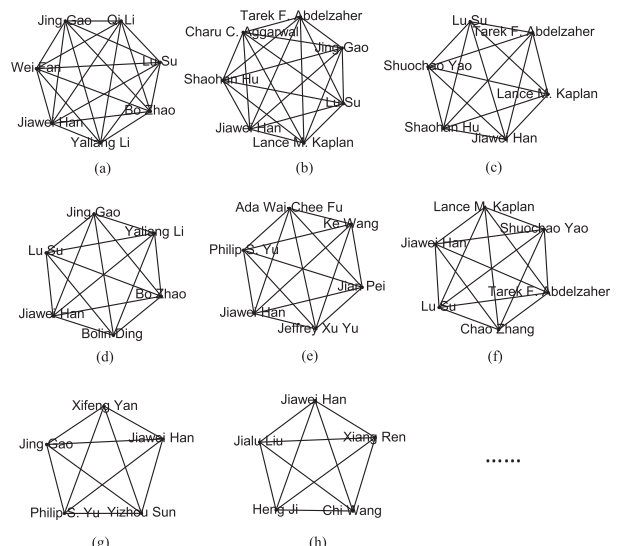 Jing Gao
Qi Li
Wei Fan
Lu Su
Bo Zhao
Jiawei Han
Yaliang Li
(a)
Tarek F. Abdelzaher
Charu C. Aggarwal
Jing Gao
Shaohan Hu
Lu Su
Jiawei Han
Lance M. Kaplan
(b)
Lu Su
Tarek F. Abdelzaher
Shuochao Yao
Lance M. Kaplan
Shaohan Hu
Jiawei Han
(c)
Jing Gao
Yaliang Li
Lu Su
Bo Zhao
Jiawei Han
Bolin Ding
(d)
Ada Wai-Chee Fu
Ke Wang
Philip S. Yu
Jian Pei
Jiawei Han
Jeffrey Xu Yu
(e)
Lance M. Kaplan
Shuochao Yao
Jiawei Han
Tarek F. Abdelzaher
Lu Su
Chao Zhang
(f)
Xifeng Yan
Jing Gao
Jiawei Han
Philip S. Yu
Yizhou Sun
(g)
Jiawei Han
Jialu Liu
Xiang Ren
Heng Ji
Chi Wang
(h)
......